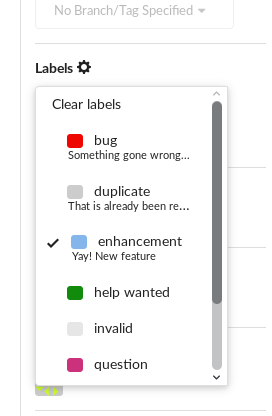 No Branch/Tag Specified
Labels
Clear labels
bug
Something gone wrong...
duplicate
That is already been re...
enhancement
Yay! New feature
help wanted
invalid
question